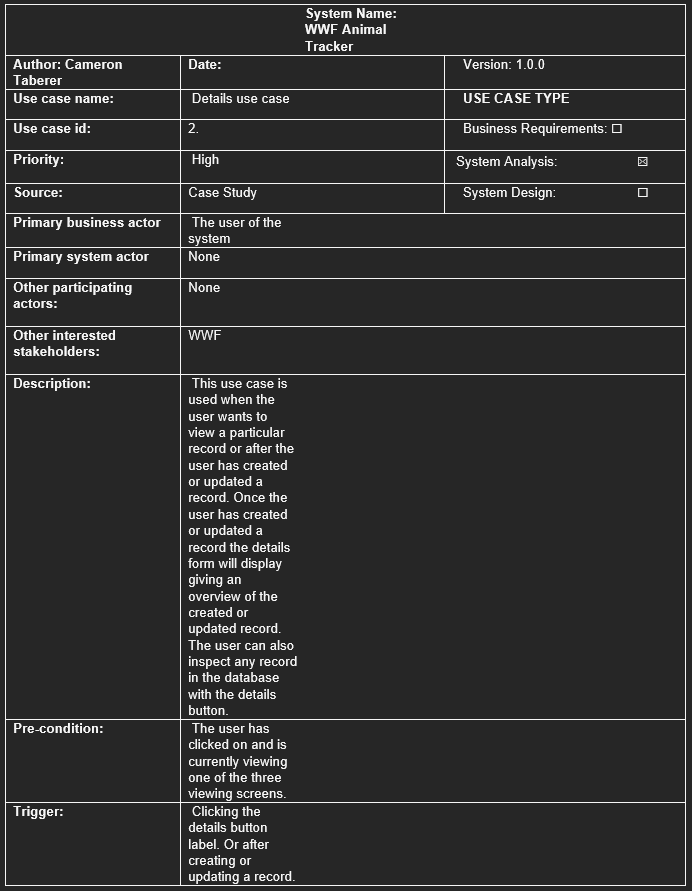 System Name:
WWF Animal
Tracker
Author: Cameron
Taberer
Date:
Version: 1.0.0
Use case name:
Details use case
USE CASE TYPE
Use case id:
2.
Business Requirements: ☐
Priority:
High
System Analysis: ☒
Source:
Case Study
System Design: ☐
Primary business actor
The user of the
system
Primary system actor
None
Other participating
actors:
None
Other interested
stakeholders:
WWF
Description:
This use case is
used when the
user wants to
view a particular
record or after the
user has created
or updated a
record. Once the
user has created
or updated a
record the details
form will display
giving an
overview of the
created or
updated record.
The user can also
inspect any record
in the database
with the details
button.
Pre-condition:
The user has
clicked on and is
currently viewing
one of the three
viewing screens.
Trigger:
Clicking the
details button
label. Or after
creating or
updating a record.